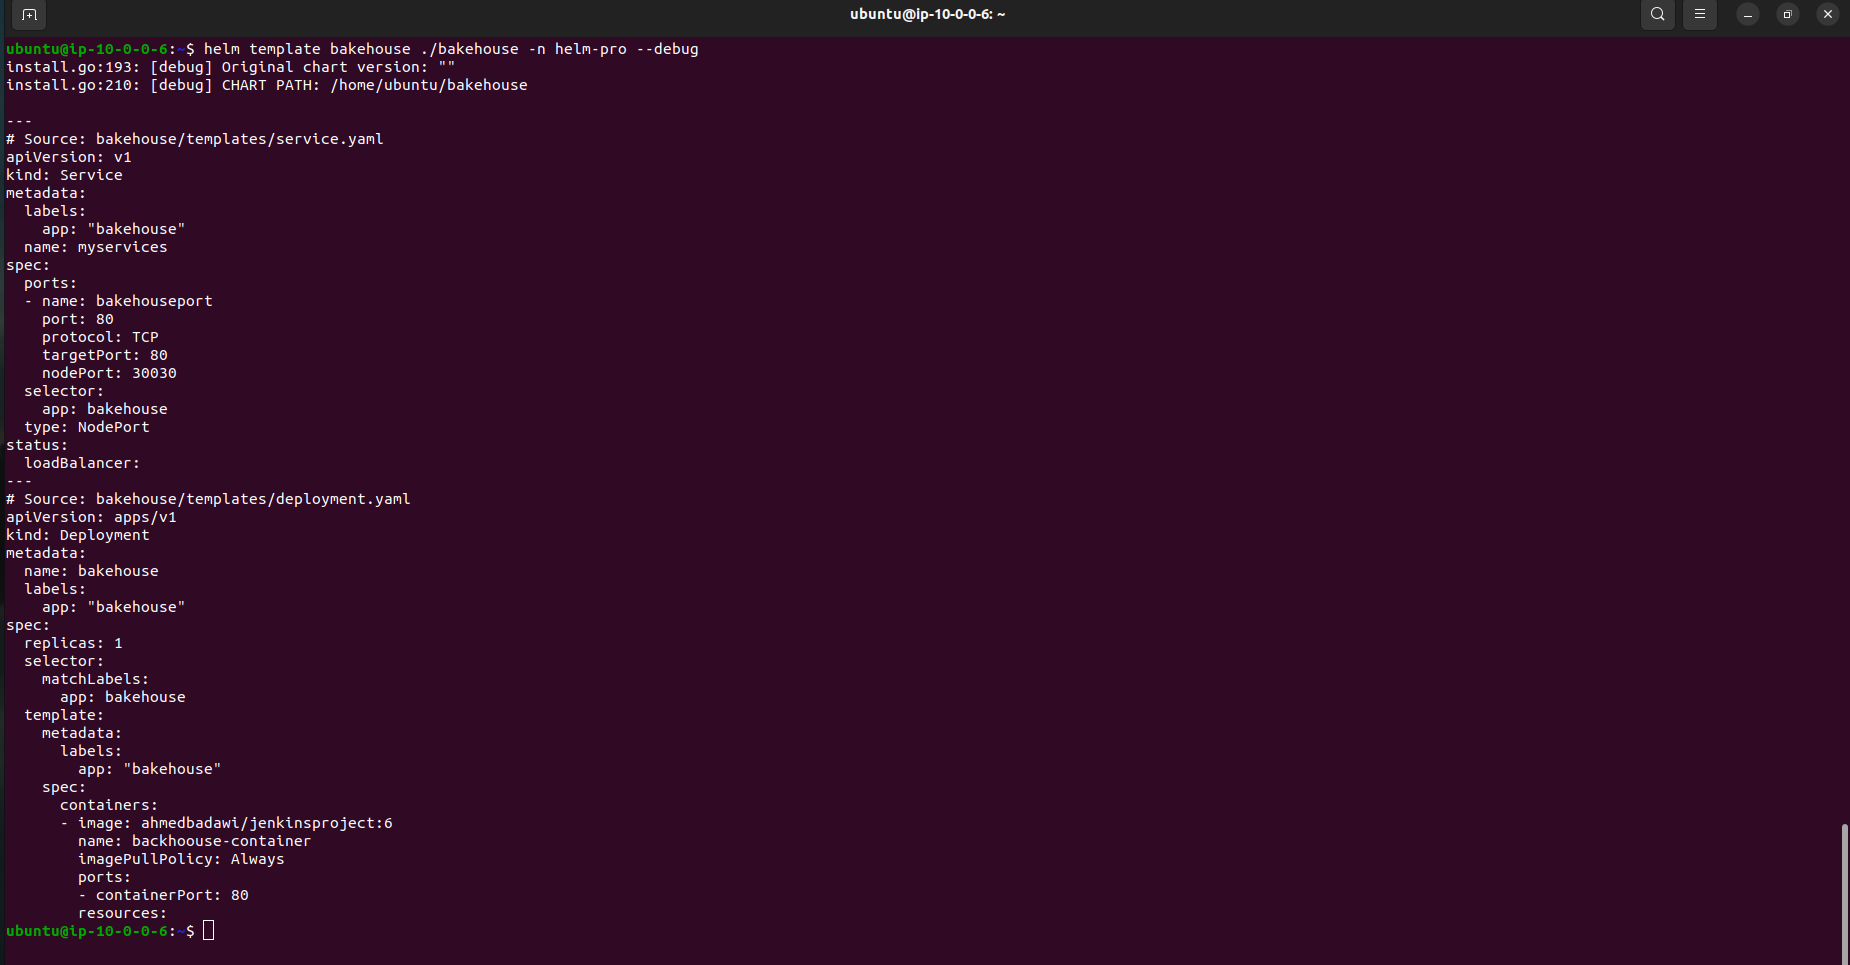 ubuntu@ip-10-0-0-6: ~
ubuntu@ip-10-0-0-6:~$ helm template bakehouse ./bakehouse -n helm-pro --debug
install.go:193: [debug] Original chart version: ""
install.go:210: [debug] CHART PATH: /home/ubuntu/bakehouse

---
# Source: bakehouse/templates/service.yaml
apiVersion: v1
kind: Service
metadata:
  labels:
    app: "bakehouse"
  name: myservices
spec:
  ports:
  - name: bakehouseport
    port: 80
    protocol: TCP
    targetPort: 80
    nodePort: 30030
  selector:
    app: bakehouse
  type: NodePort
status:
  loadBalancer:
---
# Source: bakehouse/templates/deployment.yaml
apiVersion: apps/v1
kind: Deployment
metadata:
  name: bakehouse
  labels:
    app: "bakehouse"
spec:
  replicas: 1
  selector:
    matchLabels:
      app: bakehouse
  template:
    metadata:
      labels:
        app: "bakehouse"
    spec:
      containers:
      - image: ahmedbadawi/jenkinsproject:6
        name: backhoouse-container
        imagePullPolicy: Always
        ports:
        - containerPort: 80
        resources:
ubuntu@ip-10-0-0-6:~$